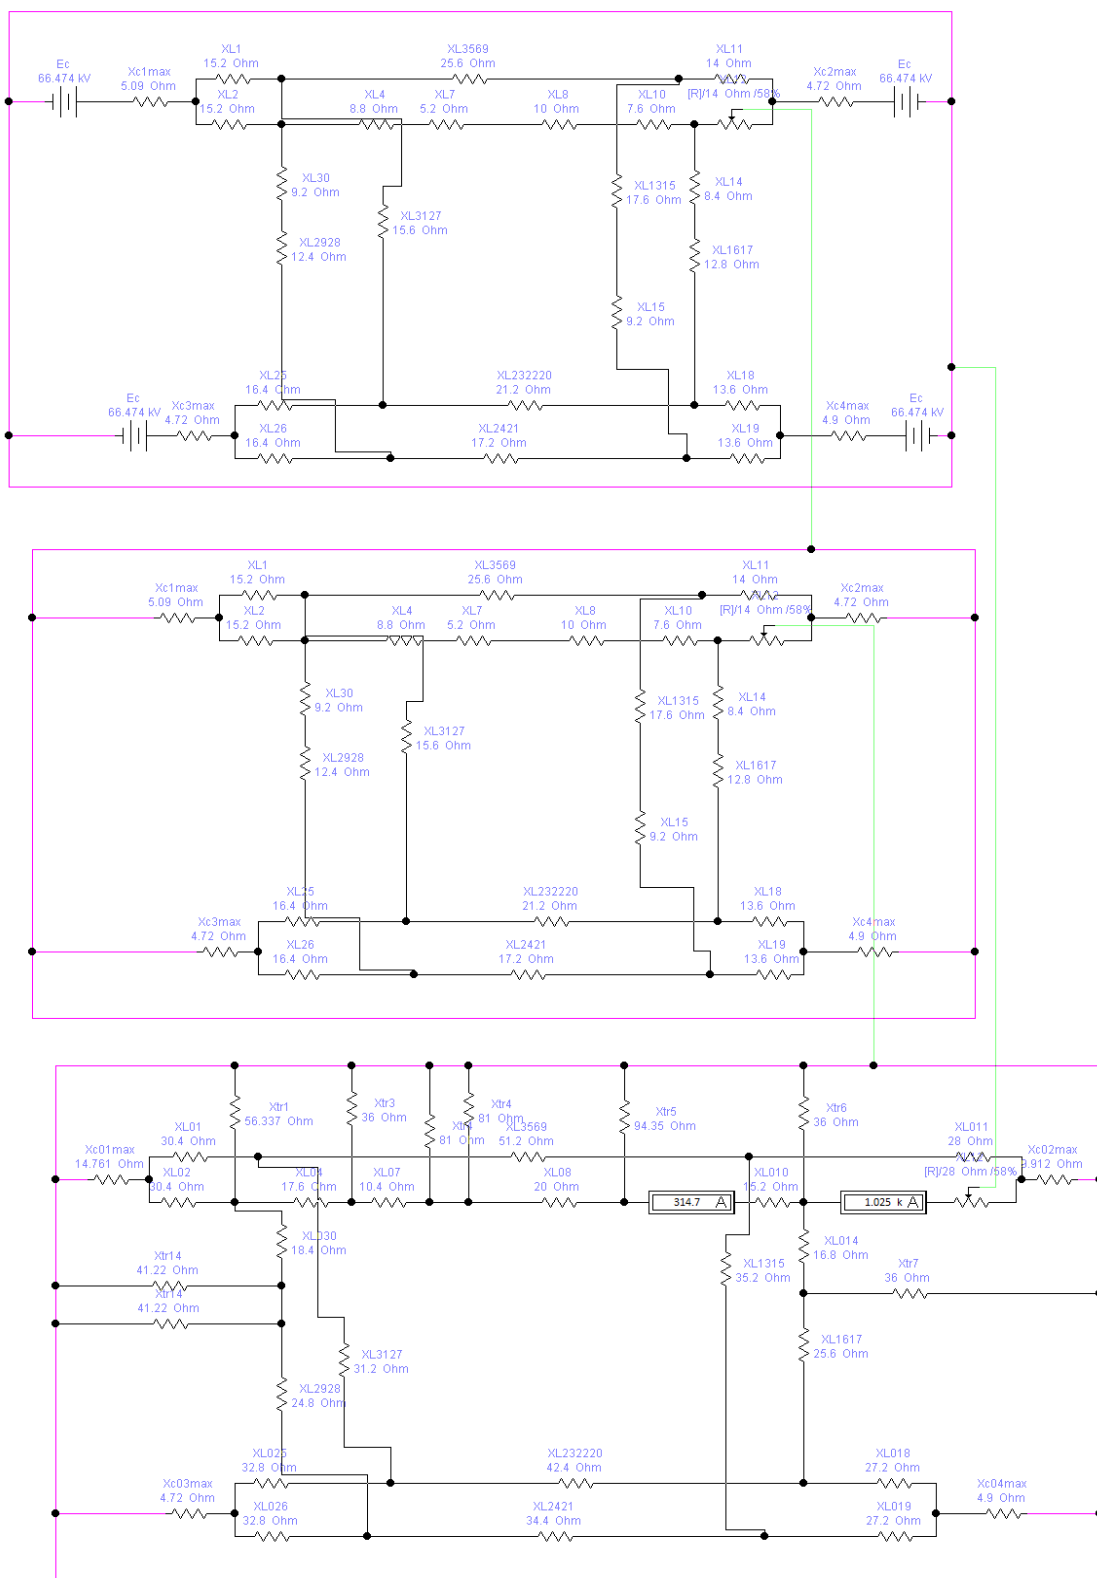 XL1
15.2 Ohm
XL3569
25.6 Ohm
XL11
14 Ohm
Ec
66.474 kV
Xc1max
5.09 Ohm
XL2
15.2 Ohm
XL4
8.8 Ohm
XL7
5.2 Ohm
XL8
10 Ohm
XL10
7.6 Ohm
XL12
[R]/14 Ohm /58%
Xc2max
4.72 Ohm
Ec
66.474 kV
XL30
9.2 Ohm
XL3127
15.6 Ohm
XL1315
17.6 Ohm
XL14
8.4 Ohm
XL2928
12.4 Ohm
XL1617
12.8 Ohm
XL15
9.2 Ohm
XL25
16.4 Ohm
XL232220
21.2 Ohm
XL18
13.6 Ohm
Ec
66.474 kV
Xc3max
4.72 Ohm
XL26
16.4 Ohm
XL2421
17.2 Ohm
XL19
13.6 Ohm
Xc4max
4.9 Ohm
Ec
66.474 kV
XL1
15.2 Ohm
XL3569
25.6 Ohm
XL11
14 Ohm
Xc1max
5.09 Ohm
XL2
15.2 Ohm
XL4
8.8 Ohm
XL7
5.2 Ohm
XL8
10 Ohm
XL10
7.6 Ohm
XL12
[R]/14 Ohm /58%
Xc2max
4.72 Ohm
XL30
9.2 Ohm
XL3127
15.6 Ohm
XL1315
17.6 Ohm
XL14
8.4 Ohm
XL2928
12.4 Ohm
XL1617
12.8 Ohm
XL15
9.2 Ohm
XL25
16.4 Ohm
XL232220
21.2 Ohm
XL18
13.6 Ohm
Xc3max
4.72 Ohm
XL26
16.4 Ohm
XL2421
17.2 Ohm
XL19
13.6 Ohm
Xc4max
4.9 Ohm
Xtr1
56.337 Ohm
Xtr3
36 Ohm
Xtr4
81 Ohm
81 Ohm
Xtr5
94.35 Ohm
Xtr6
36 Ohm
XL01
30.4 Ohm
XL3569
51.2 Ohm
XL011
28 Ohm
Xc01max
14.761 Ohm
XL02
30.4 Ohm
XL04
17.6 Ohm
XL07
10.4 Ohm
XL08
20 Ohm
314.7 A
XL010
15.2 Ohm
1.025 k A
[R]/28 Ohm /58%
Xc02max
9.912 Ohm
XL030
18.4 Ohm
XL014
16.8 Ohm
Xtr14
41.22 Ohm
Xtr14
41.22 Ohm
XL1315
35.2 Ohm
Xtr7
36 Ohm
XL3127
31.2 Ohm
XL1617
25.6 Ohm
XL2928
24.8 Ohm
XL025
32.8 Ohm
XL232220
42.4 Ohm
XL018
27.2 Ohm
Xc03max
4.72 Ohm
XL026
32.8 Ohm
XL2421
34.4 Ohm
XL019
27.2 Ohm
Xc04max
4.9 Ohm